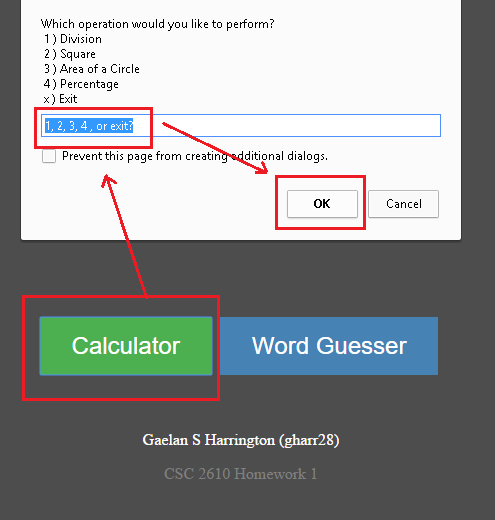 Which operation would you like to perform?
1 ) Division
2 ) Square
3 ) Area of a Circle
4 ) Percentage
x ) Exit
1, 2, 3, 4 , or exit?
Prevent this page from creating additional dialogs.
OK Cancel
Calculator Word Guesser
Gaelan S Harrington (gharr28)
CSC 2610 Homework 1